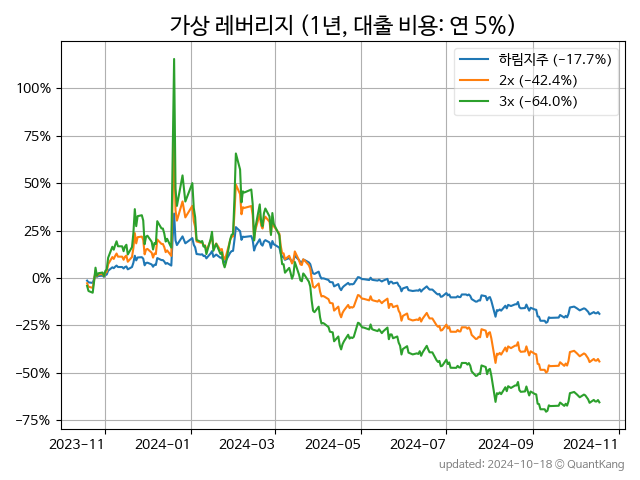 가상 레버리지 (1년, 대출 비용: 연 5%)
하림지주 (-17.7%)
2x (-42.4%)
3x (-64.0%)
100%
75%
50%
25%
0%
-25%
-50%
-75%
2023-11 2024-01 2024-03 2024-05 2024-07 2024-09 2024-11
updated: 2024-10-18 © QuantKang